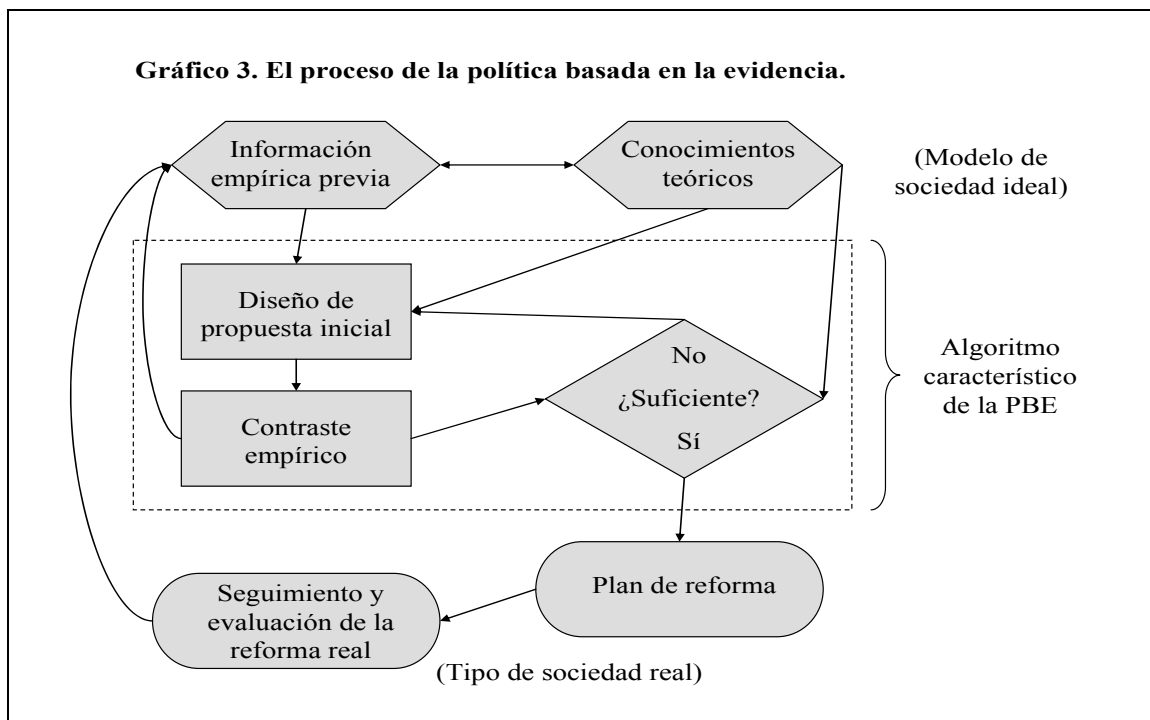 Gráfico 3. El proceso de la política basada en la evidencia.
Información
empírica previa
Conocimientos
teóricos
(Modelo de
sociedad ideal)
Diseño de
propuesta inicial
No
¿Suficiente?
Sí
Algoritmo
característico
de la PBE
Contraste
empírico
Plan de reforma
Seguimiento y
evaluación de la
reforma real
(Tipo de sociedad real)